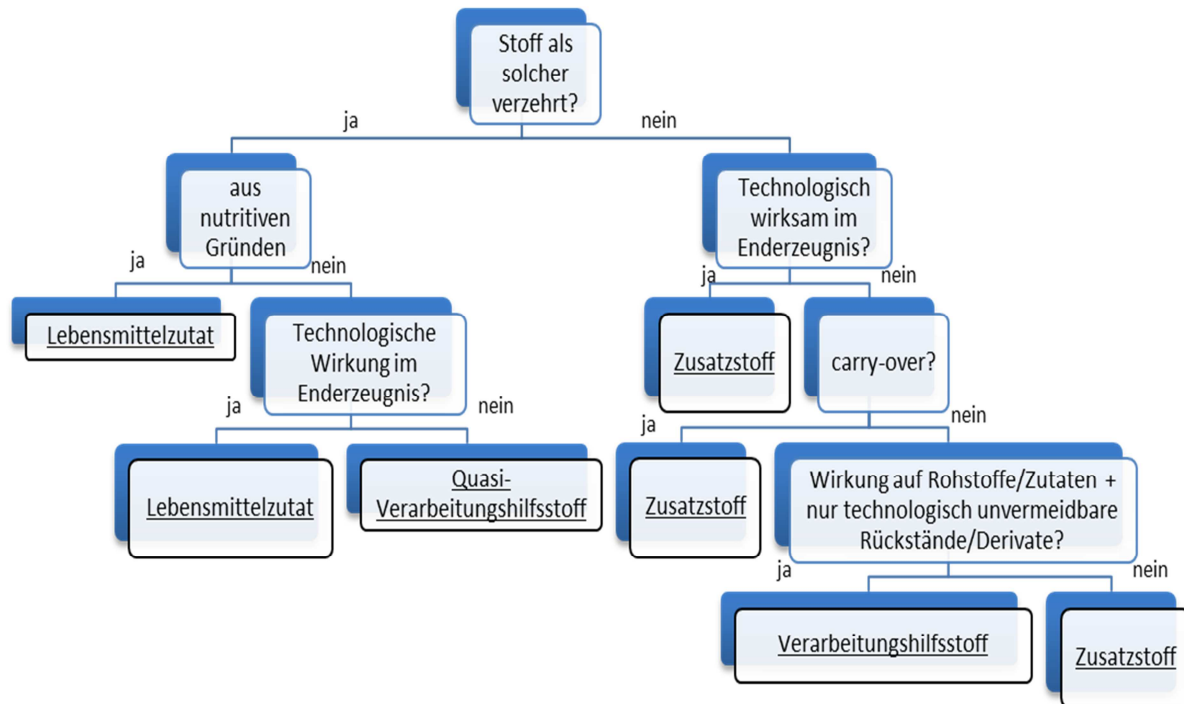 Stoff als
solcher
verzehrt?
ja
nein
aus
nutritiven
Gründen
Technologisch
wirksam im
Enderzeugnis?
ja
nein
ja
nein
Lebensmittelzutat
Technologische
Wirkung im
Enderzeugnis?
Zusatzstoff
carry-over?
ja
nein
ja
nein
Lebensmittelzutat
Quasi-
Verarbeitungshilfsstoff
Zusatzstoff
Wirkung auf Rohstoffe/Zutaten +
nur technologisch unvermeidbare
Rückstände/Derivate?
ja
nein
Verarbeitungshilfsstoff
Zusatzstoff